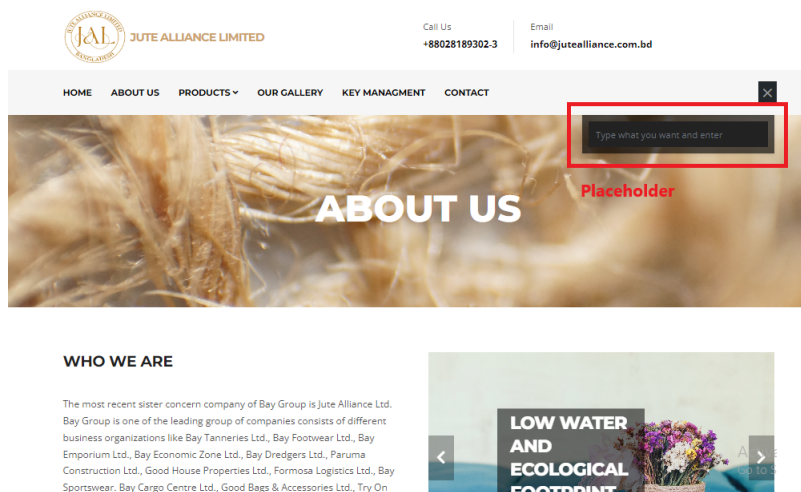 JUTE ALLIANCE LIMITED
JAL
BANGLADESH
JUTE ALLIANCE LIMITED
Call Us
+88028189302-3
Email
info@jutealliance.com.bd
HOME ABOUT US PRODUCTS OUR GALLERY KEY MANAGMENT CONTACT
Type what you want and enter
Placeholder
ABOUT US
WHO WE ARE
The most recent sister concern company of Bay Group is Jute Alliance Ltd.
Bay Group is one of the leading group of companies consists of different
business organizations like Bay Tanneries Ltd., Bay Footwear Ltd., Bay
Emporium Ltd., Bay Economic Zone Ltd., Bay Dredgers Ltd., Paruma
Construction Ltd., Good House Properties Ltd., Formosa Logistics Ltd., Bay
Sportswear. Bay Cargo Centre Ltd., Good Bags & Accessories Ltd., Try On
LOW WATER
AND
ECOLOGICAL
FOOTPRINT
Go to S